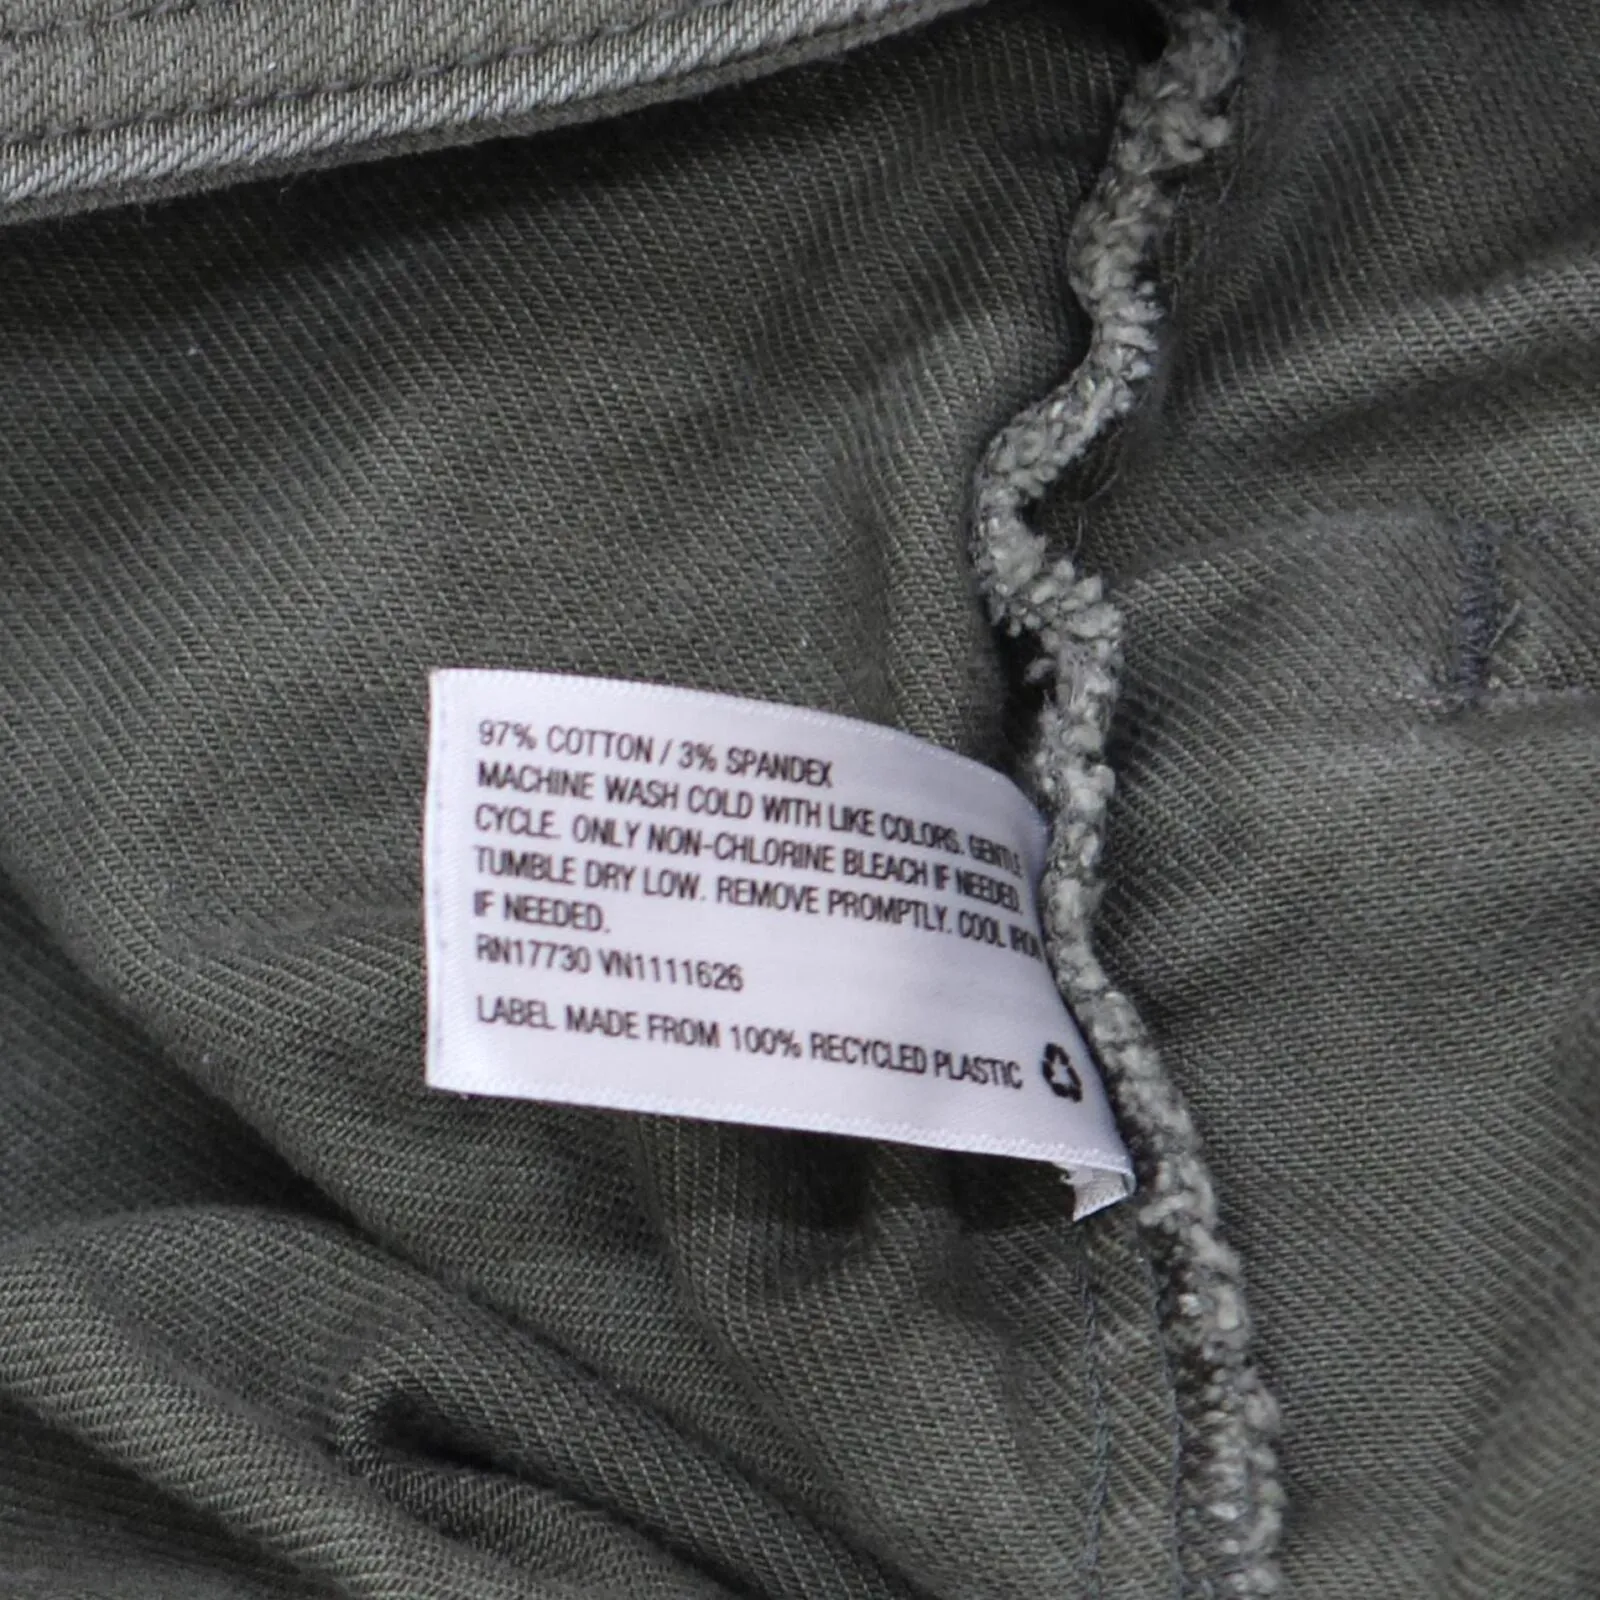 97% COTTON / 3% SPANDEX
MACHINE WASH COLD WITH LIKE COLORS. GENTLE
CYCLE. ONLY NON-CHLORINE BLEACH IF NEEDED.
TUMBLE DRY LOW. REMOVE PROMPTLY. COOL IRON
IF NEEDED.
RN17730 VN1111626
LABEL MADE FROM 100% RECYCLED PLASTIC